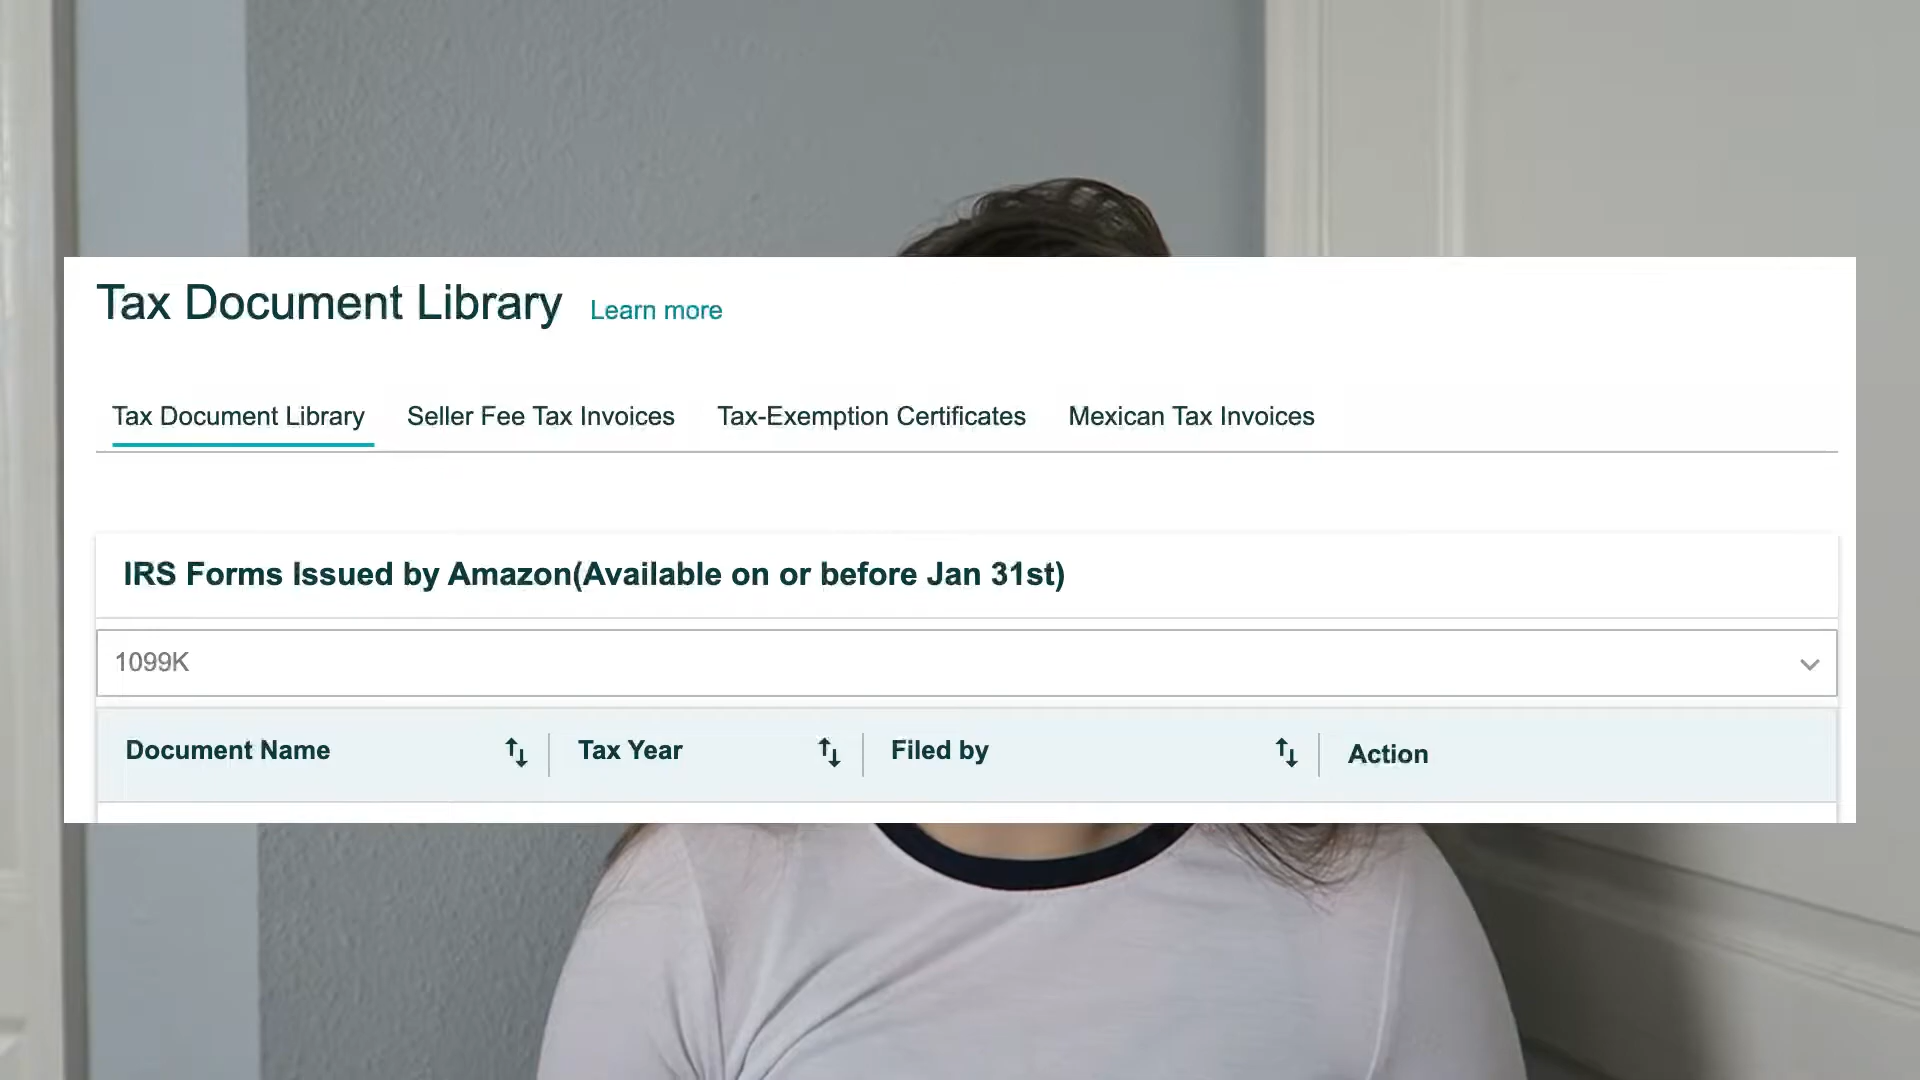 Tax Document Library Learn more
Tax Document Library Seller Fee Tax Invoices Tax-Exemption Certificates Mexican Tax Invoices
IRS Forms Issued by Amazon(Available on or before Jan 31st)
1099K
Document Name Tax Year Filed by Action